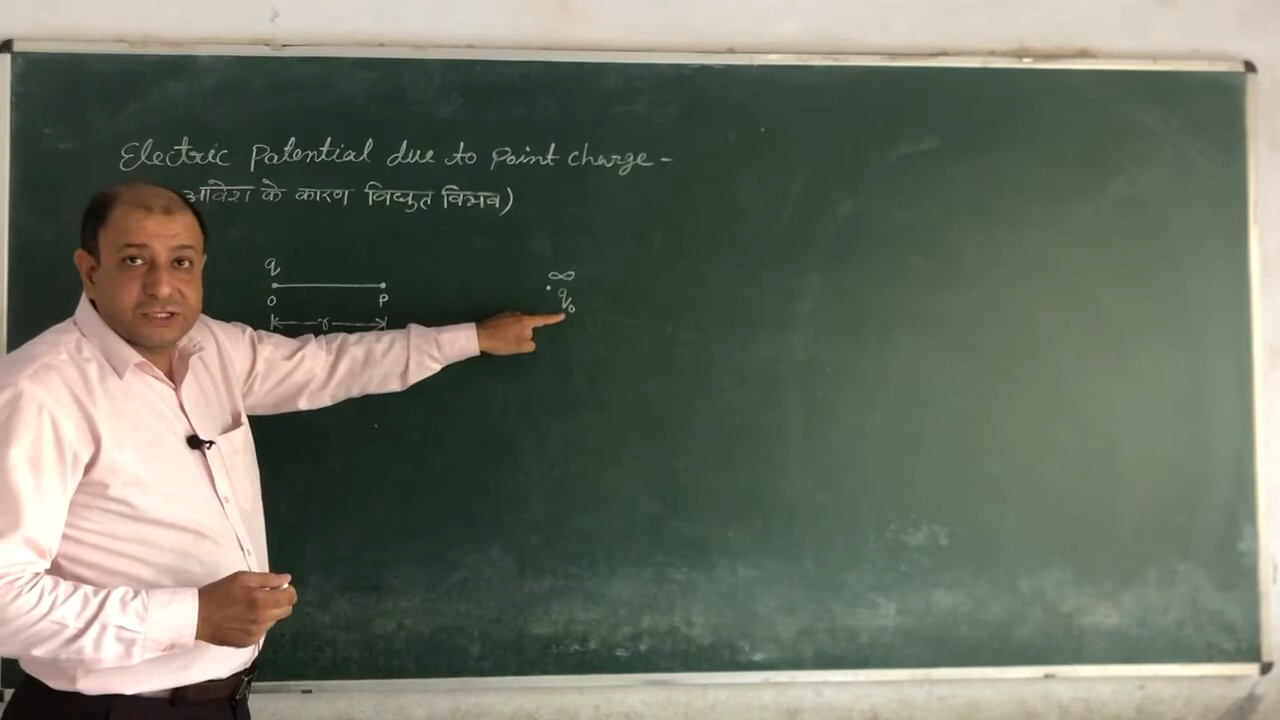 Electric Potential due to Point charge -
आवेश के कारण विद्युत विभव)
q ∞
q₀
O P
r